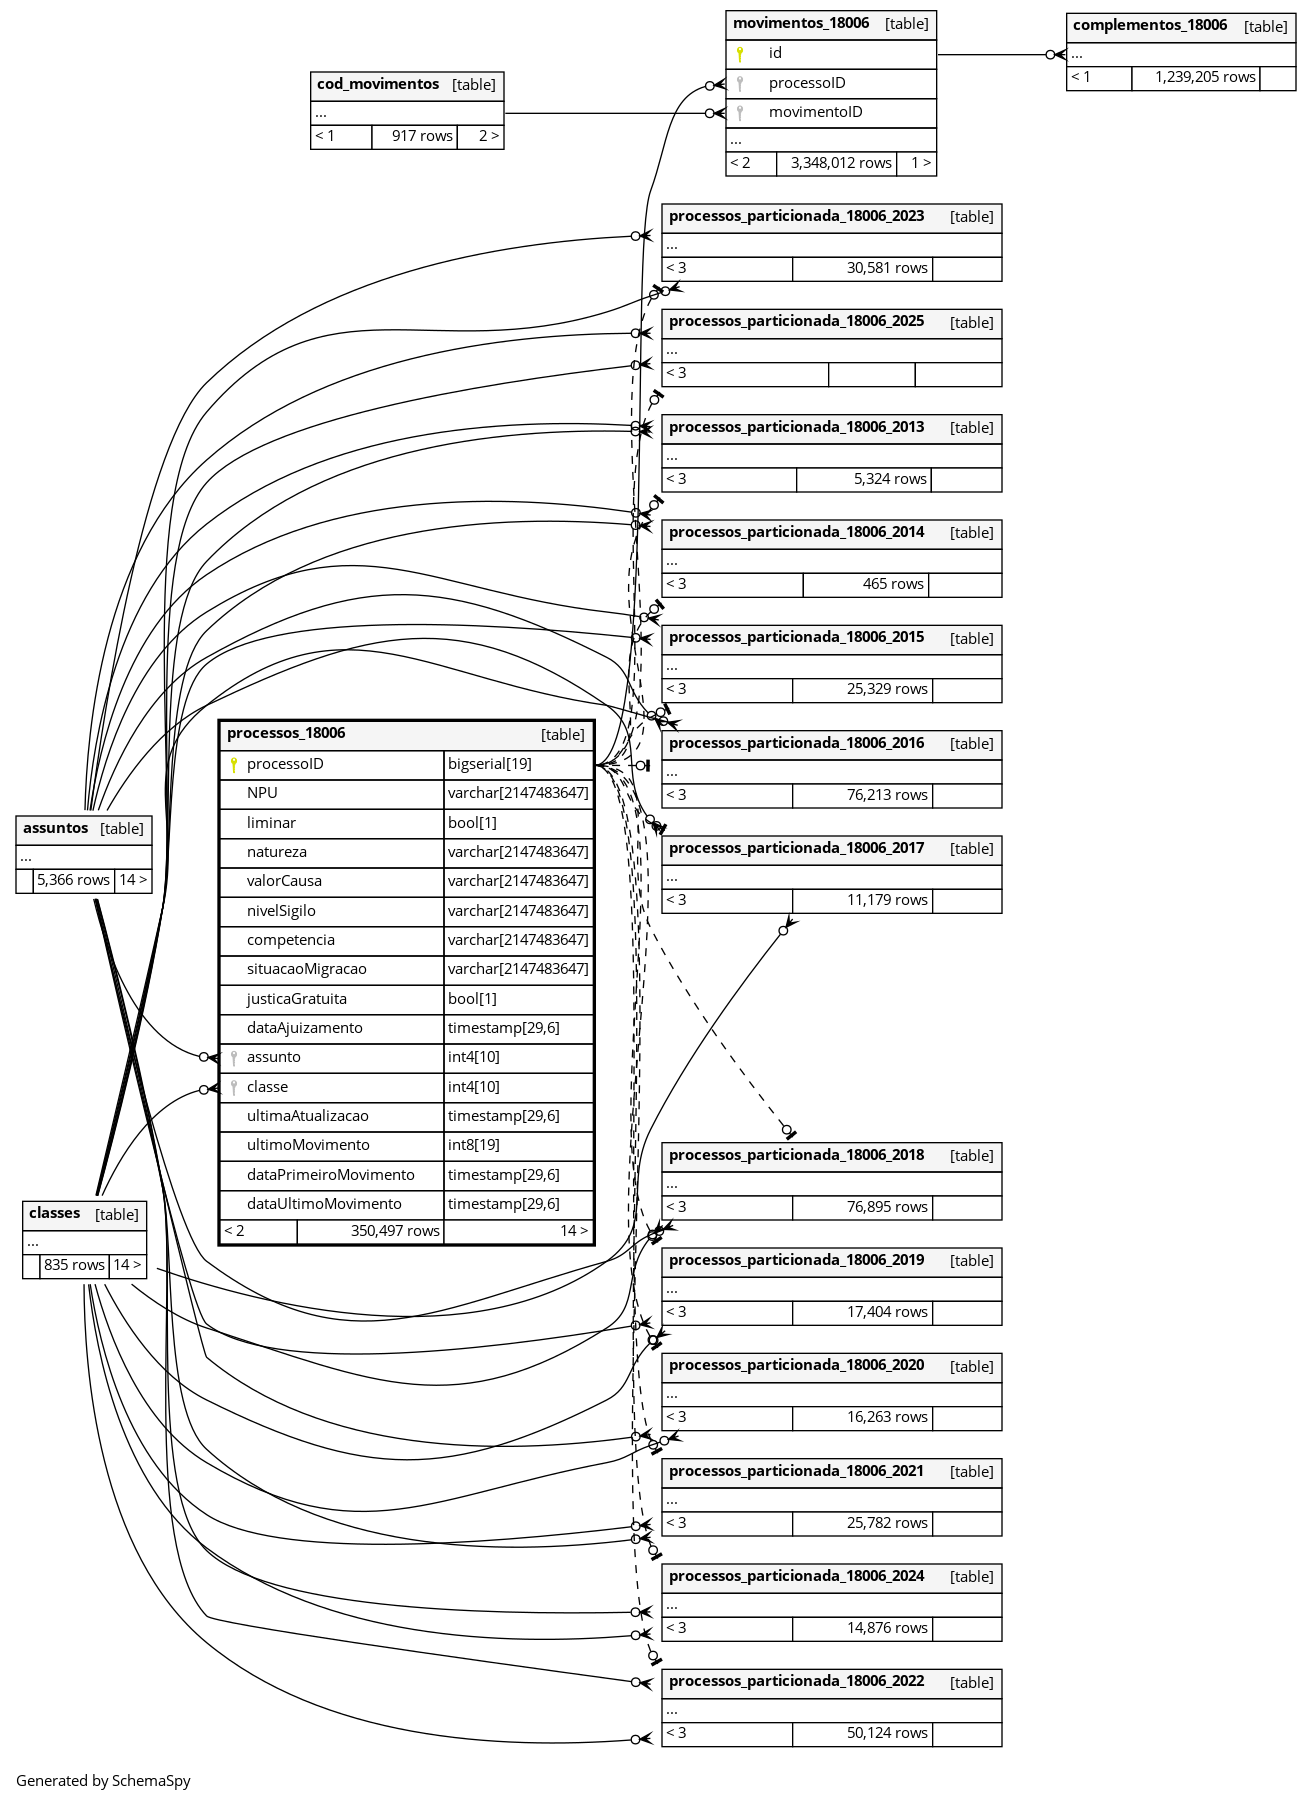 movimentos_18006 [table]
id
processoID
movimentoID
...
< 2 3,348,012 rows 1 >
complementos_18006 [table]
...
< 1 1,239,205 rows
cod_movimentos [table]
...
< 1 917 rows 2 >
processos_particionada_18006_2023 [table]
...
< 3 30,581 rows
processos_particionada_18006_2025 [table]
...
< 3
processos_particionada_18006_2013 [table]
...
< 3 5,324 rows
processos_particionada_18006_2014 [table]
...
< 3 465 rows
processos_particionada_18006_2015 [table]
...
< 3 25,329 rows
processos_particionada_18006_2016 [table]
...
< 3 76,213 rows
processos_particionada_18006_2017 [table]
...
< 3 11,179 rows
processos_18006 [table]
processoID bigserial[19]
NPU varchar[2147483647]
liminar bool[1]
natureza varchar[2147483647]
valorCausa varchar[2147483647]
nivelSigilo varchar[2147483647]
competencia varchar[2147483647]
situacaoMigracao varchar[2147483647]
justicaGratuita bool[1]
dataAjuizamento timestamp[29,6]
assunto int4[10]
classe int4[10]
ultimaAtualizacao timestamp[29,6]
ultimoMovimento int8[19]
dataPrimeiroMovimento timestamp[29,6]
dataUltimoMovimento timestamp[29,6]
< 2 350,497 rows 14 >
assuntos [table]
...
5,366 rows 14 >
classes [table]
...
835 rows 14 >
processos_particionada_18006_2018 [table]
...
< 3 76,895 rows
processos_particionada_18006_2019 [table]
...
< 3 17,404 rows
processos_particionada_18006_2020 [table]
...
< 3 16,263 rows
processos_particionada_18006_2021 [table]
...
< 3 25,782 rows
processos_particionada_18006_2024 [table]
...
< 3 14,876 rows
processos_particionada_18006_2022 [table]
...
< 3 50,124 rows
Generated by SchemaSpy